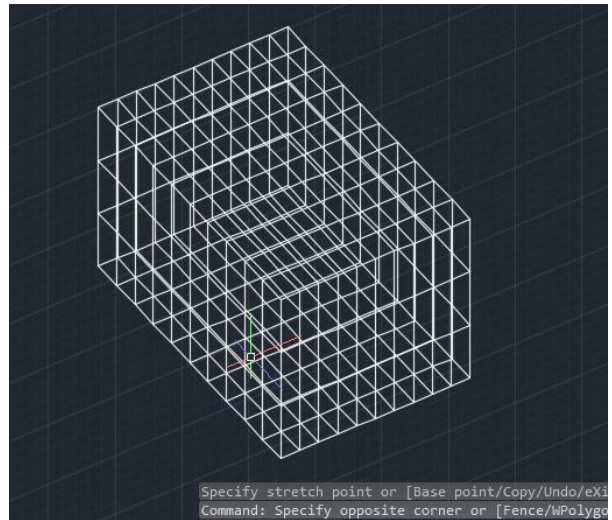 Specify stretch point or [Base point/Copy/Undo/eXi
Command: Specify opposite corner or [Fence/WPolygo